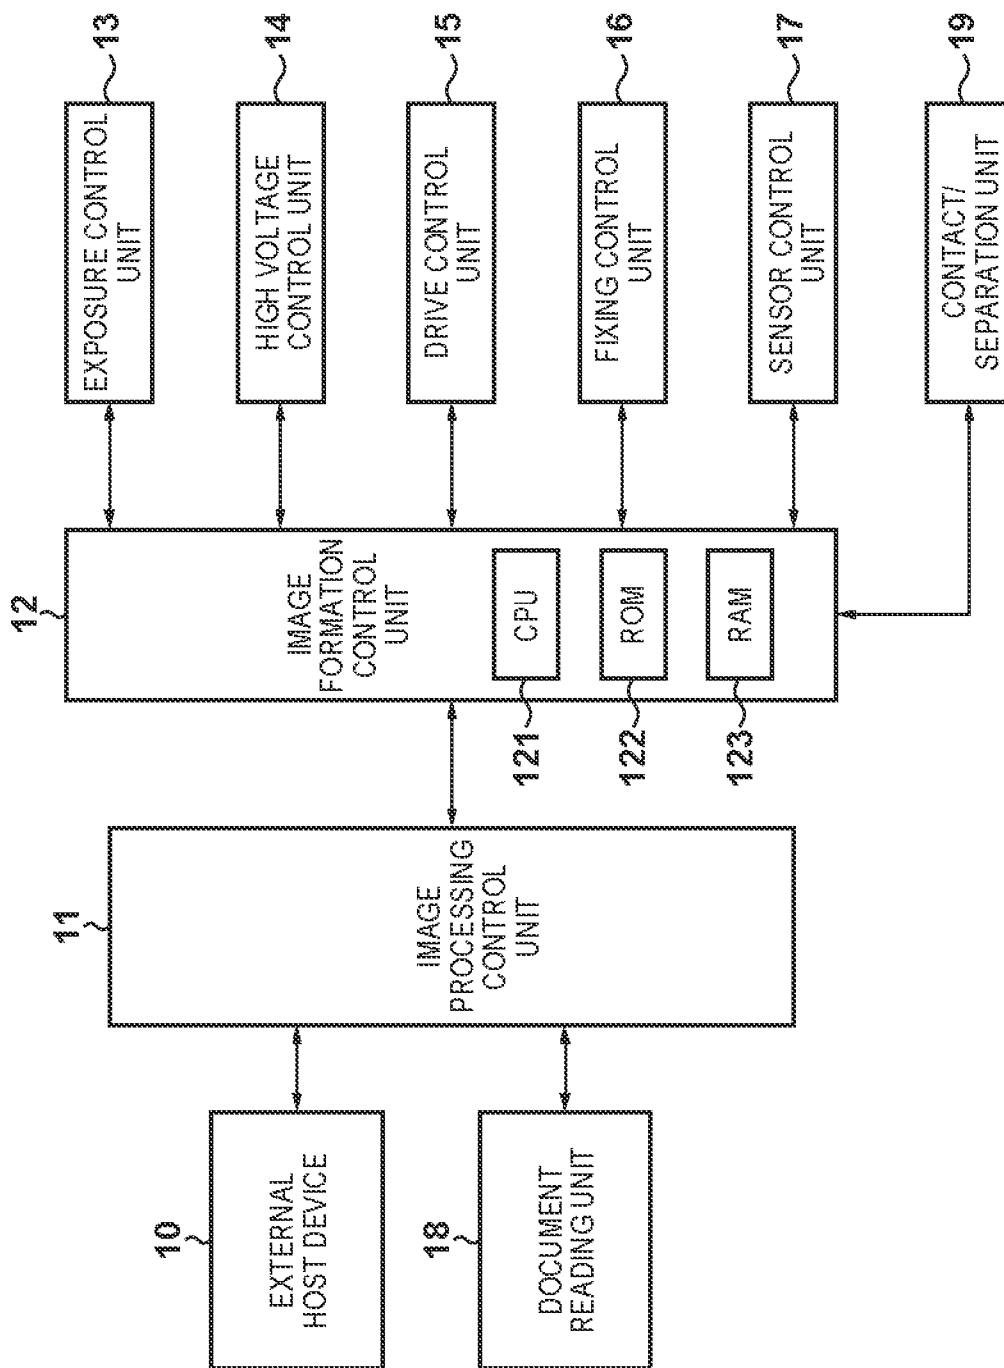 10
EXTERNAL
HOST DEVICE
18
DOCUMENT
READING UNIT
11
IMAGE
PROCESSING
CONTROL
UNIT
12
IMAGE
FORMATION
CONTROL
UNIT
121
CPU
122
ROM
123
RAM
13
EXPOSURE CONTROL
UNIT
14
HIGH VOLTAGE
CONTROL UNIT
15
DRIVE CONTROL
UNIT
16
FIXING CONTROL
UNIT
17
SENSOR CONTROL
UNIT
19
CONTACT/
SEPARATION UNIT